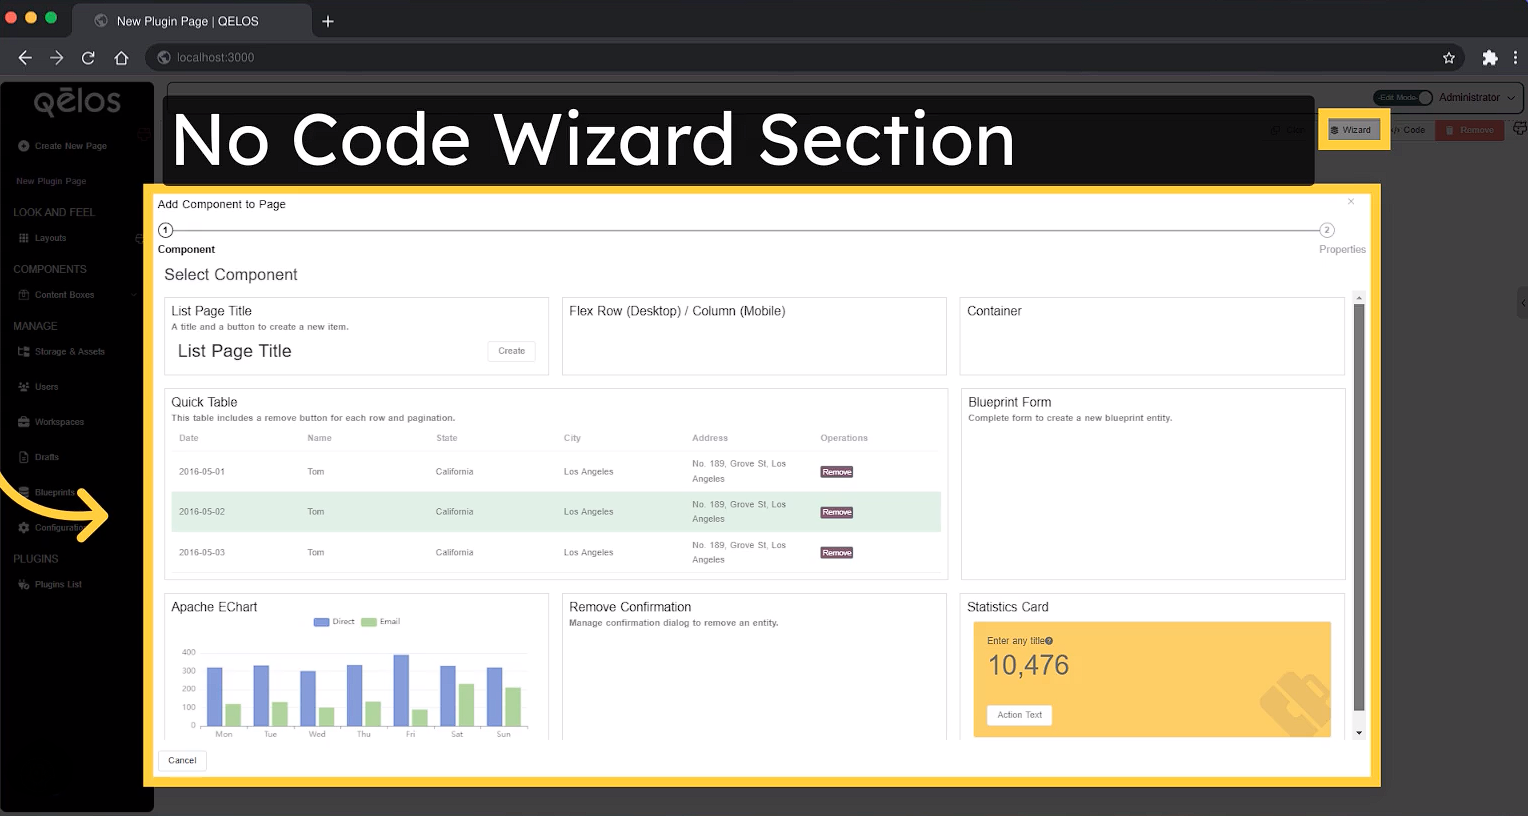 New Plugin Page | QELOS
localhost:3000
qēlos
Edit Mode
Administrator
No Code Wizard Section
Wizard
Code
Remove
Create New Page
New Plugin Page
LOOK AND FEEL
Layouts
COMPONENTS
Content Boxes
MANAGE
Storage & Assets
Users
Workspaces
Drafts
Blueprints
PLUGINS
Plugins List
Add Component to Page
1
2
Component
Properties
Select Component
List Page Title
A title and a button to create a new item.
List Page Title
Create
Flex Row (Desktop) / Column (Mobile)
Container
Quick Table
This table includes a remove button for each row and pagination.
Date Name State City Address Operations
2016-05-01 Tom California Los Angeles No. 189, Grove St, Los Angeles Remove
2016-05-02 Tom California Los Angeles No. 189, Grove St, Los Angeles Remove
2016-05-03 Tom California Los Angeles No. 189, Grove St, Los Angeles Remove
Blueprint Form
Complete form to create a new blueprint entity.
Apache EChart
Direct Email
400
300
200
100
0
Mon Tue Wed Thu Fri Sat Sun
Remove Confirmation
Manage confirmation dialog to remove an entity.
Statistics Card
Enter any title
10,476
Action Text
Cancel